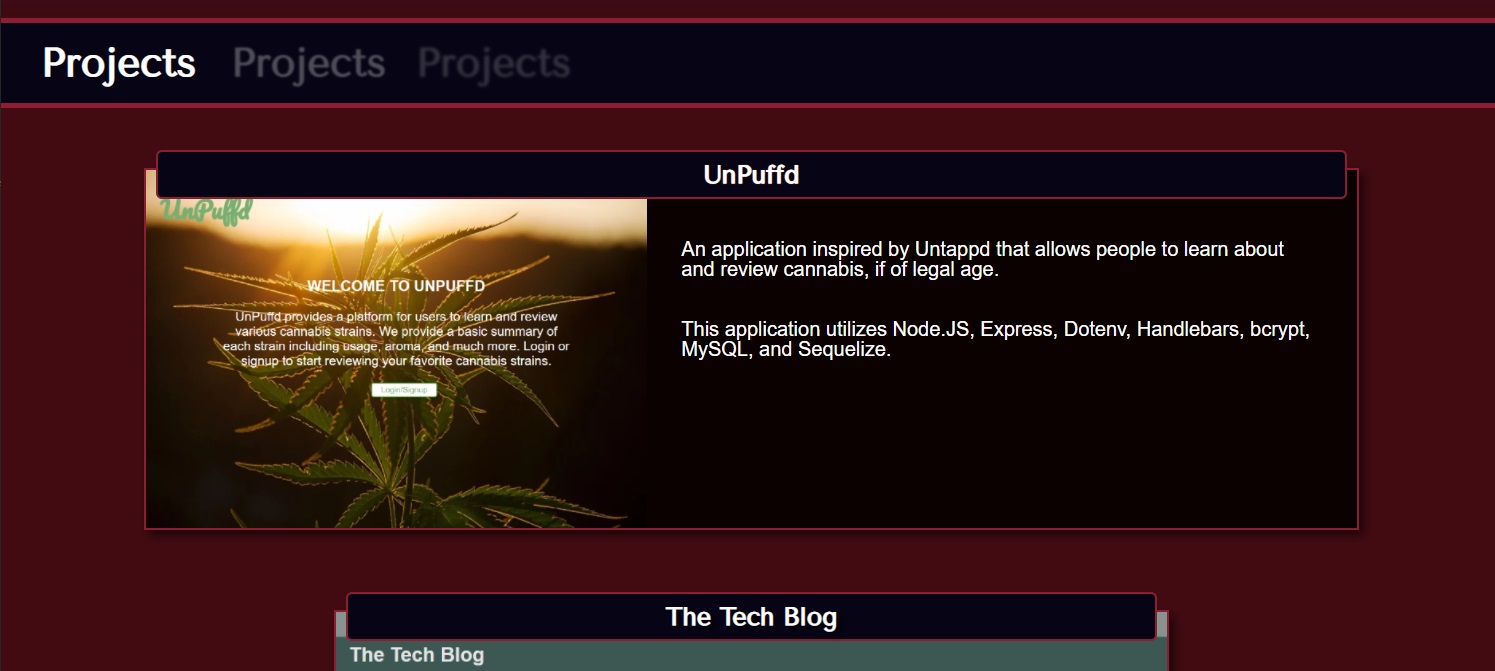 Projects Projects Projects
UnPuffd
UnPuffd
WELCOME TO UNPUFFD
UnPuffd provides a platform for users to learn and review
various cannabis strains. We provide a basic summary of
each strain including usage, aroma, and much more. Login or
signup to start reviewing your favorite cannabis strains.
Login/Signup
An application inspired by Untappd that allows people to learn about
and review cannabis, if of legal age.
This application utilizes Node.JS, Express, Dotenv, Handlebars, bcrypt,
MySQL, and Sequelize.
The Tech Blog
The Tech Blog